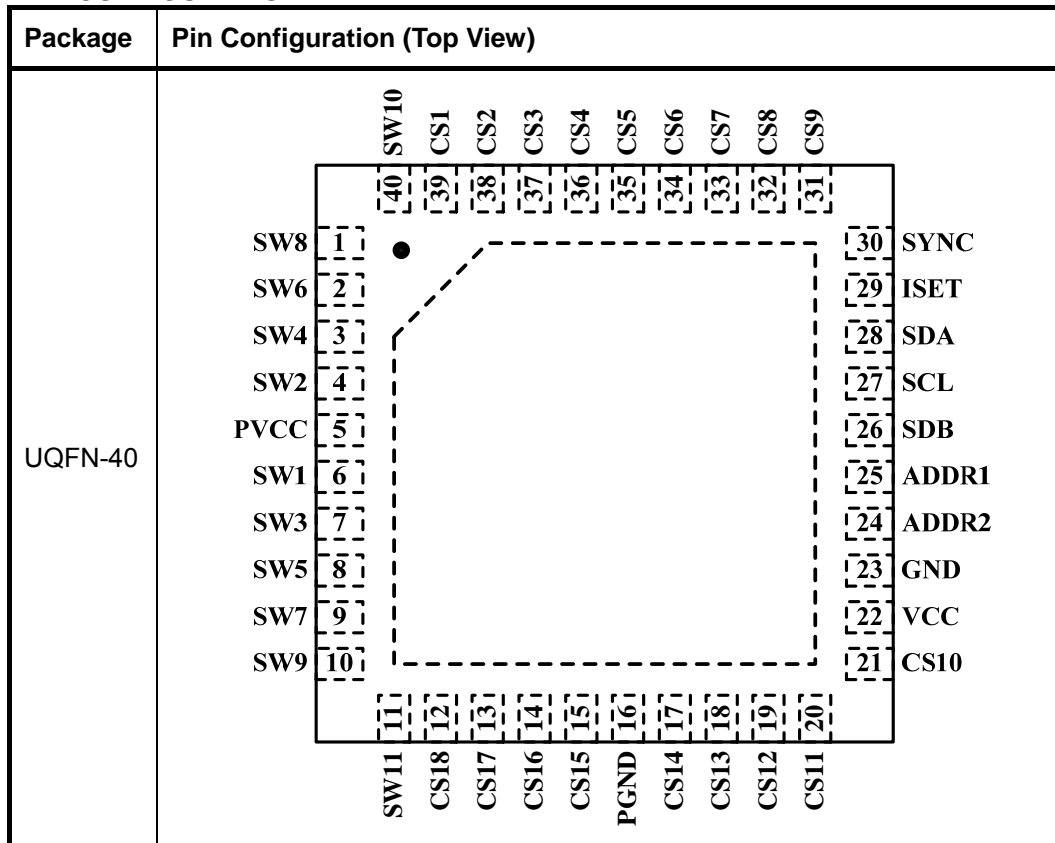 Package Pin Configuration (Top View)
UQFN-40
SW10 CS1 CS2 CS3 CS4 CS5 CS6 CS7 CS8 CS9
40 39 38 37 36 35 34 33 32 31
SW8 1 30 SYNC
SW6 2 29 ISET
SW4 3 28 SDA
SW2 4 27 SCL
PVCC 5 26 SDB
SW1 6 25 ADDR1
SW3 7 24 ADDR2
SW5 8 23 GND
SW7 9 22 VCC
SW9 10 21 CS10
11 12 13 14 15 16 17 18 19 20
SW11 CS18 CS17 CS16 CS15 PGND CS14 CS13 CS12 CS11